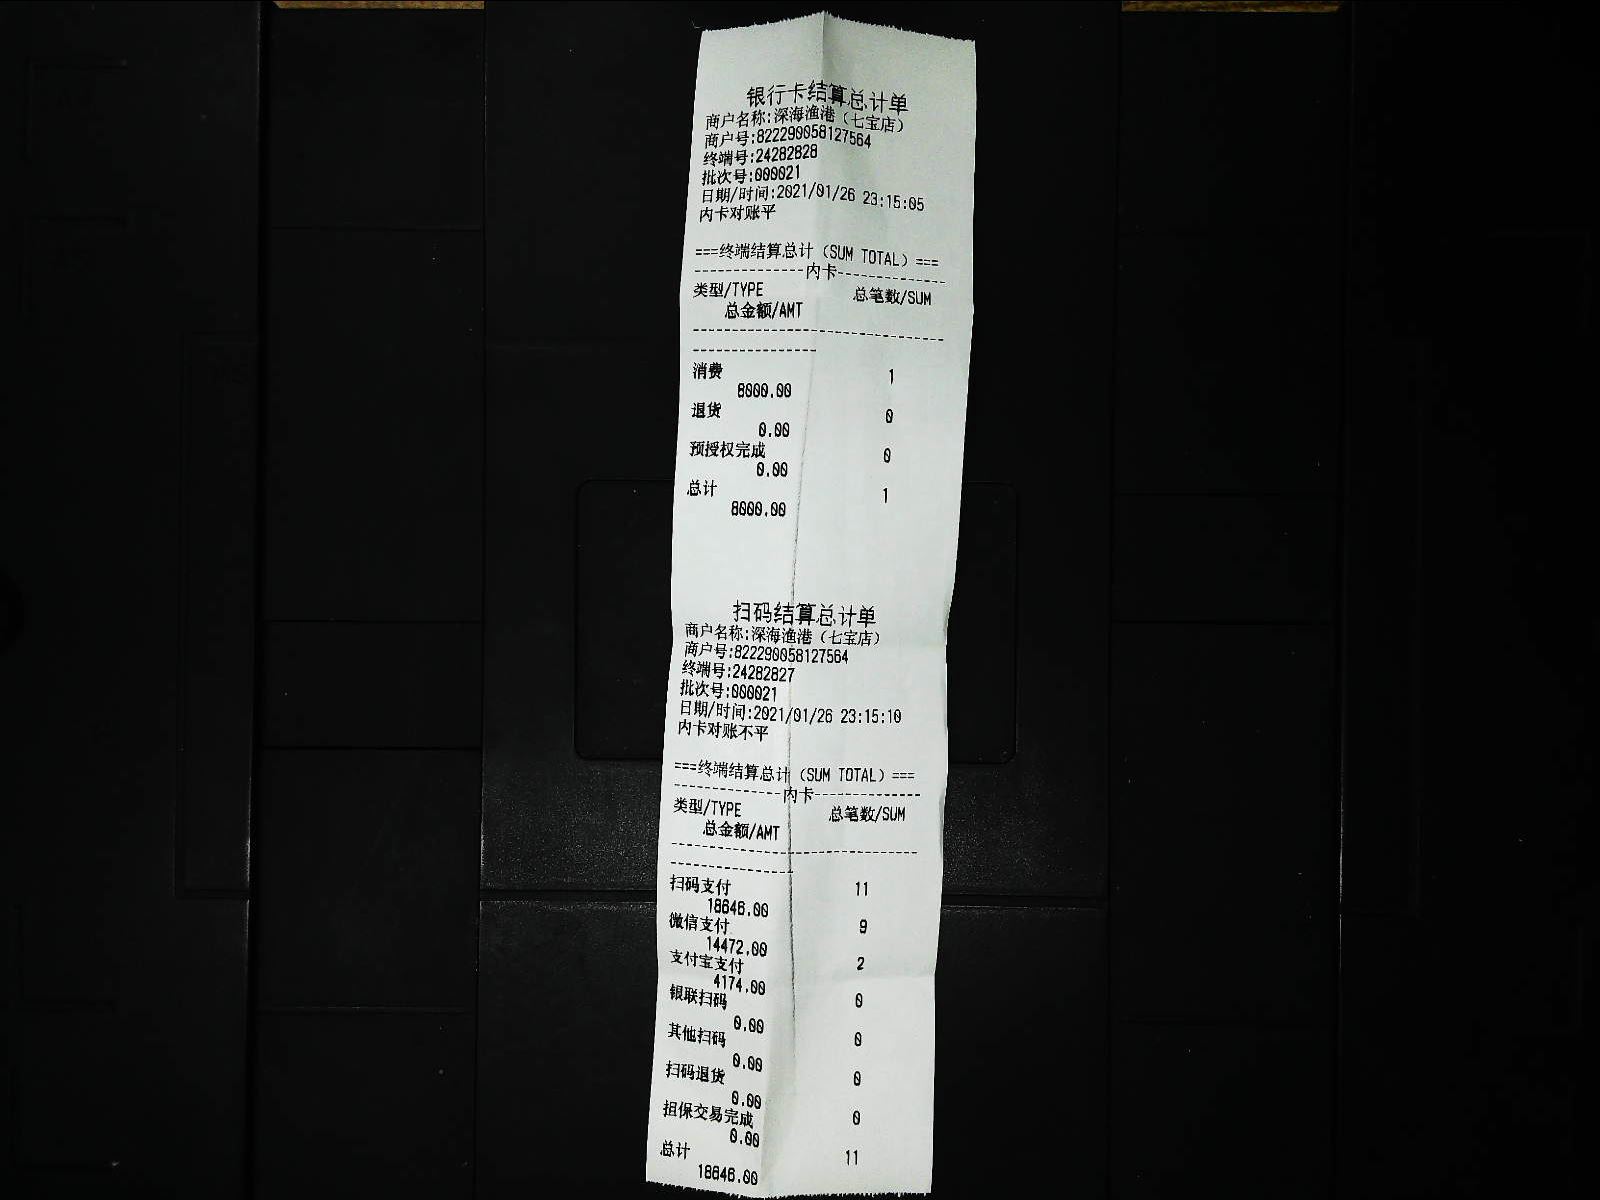 银行卡结算总计单
商户名称:深海渔港（七宝店）
商户号:822290058127564
终端号:24282828
批次号:000021
日期/时间:2021/01/26 23:15:05
内卡对账平
===终端结算总计（SUM TOTAL）===
---------------内卡---------------
类型/TYPE 总笔数/SUM
总金额/AMT
----------------------------------
-----------------
消费 1
8000.00
退货 0
0.00
预授权完成 0
0.00
总计 1
8000.00
扫码结算总计单
商户名称:深海渔港（七宝店）
商户号:822290058127564
终端号:24282827
批次号:000021
日期/时间:2021/01/26 23:15:10
内卡对账不平
===终端结算总计（SUM TOTAL）===
---------------内卡---------------
类型/TYPE 总笔数/SUM
总金额/AMT
----------------------------------
-----------------
扫码支付 11
18646.00
微信支付 9
14472.00
支付宝支付 2
4174.00
银联扫码 0
0.00
其他扫码 0
0.00
扫码退货 0
0.00
担保交易完成 0
0.00
总计 11
18646.00